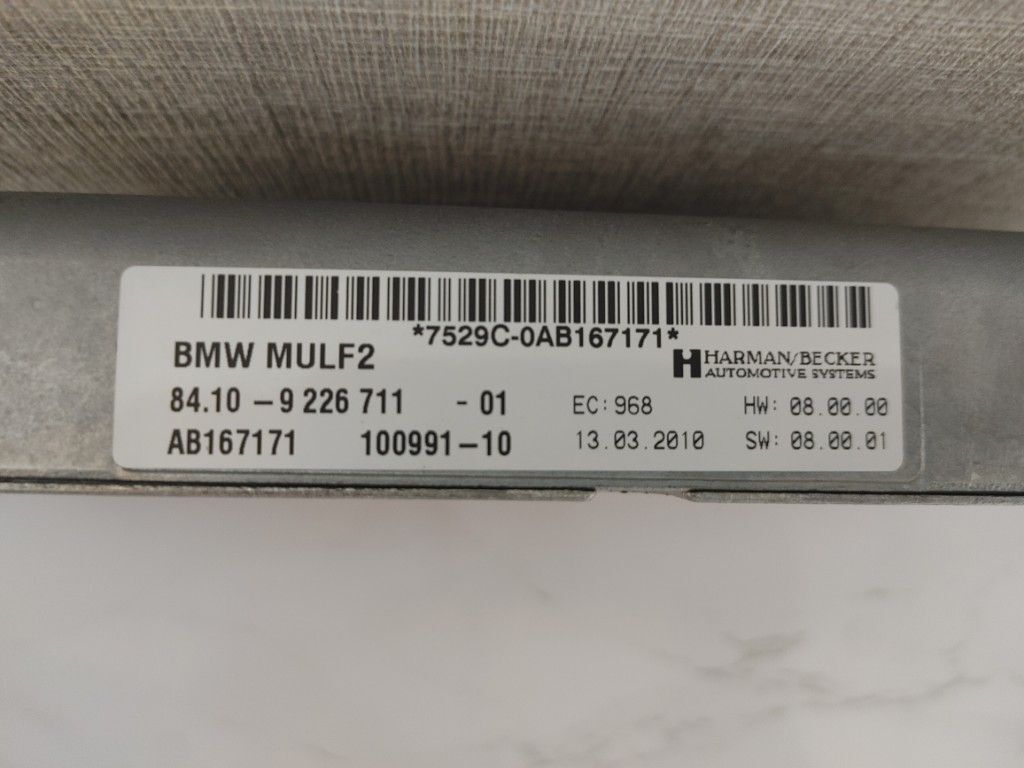 *7529C-0AB167171*
BMW MULF2
HARMAN/BECKER
AUTOMOTIVE SYSTEMS
84.10 - 9 226 711 - 01 EC: 968 HW: 08.00.00
AB167171 100991-10 13.03.2010 SW: 08.00.01